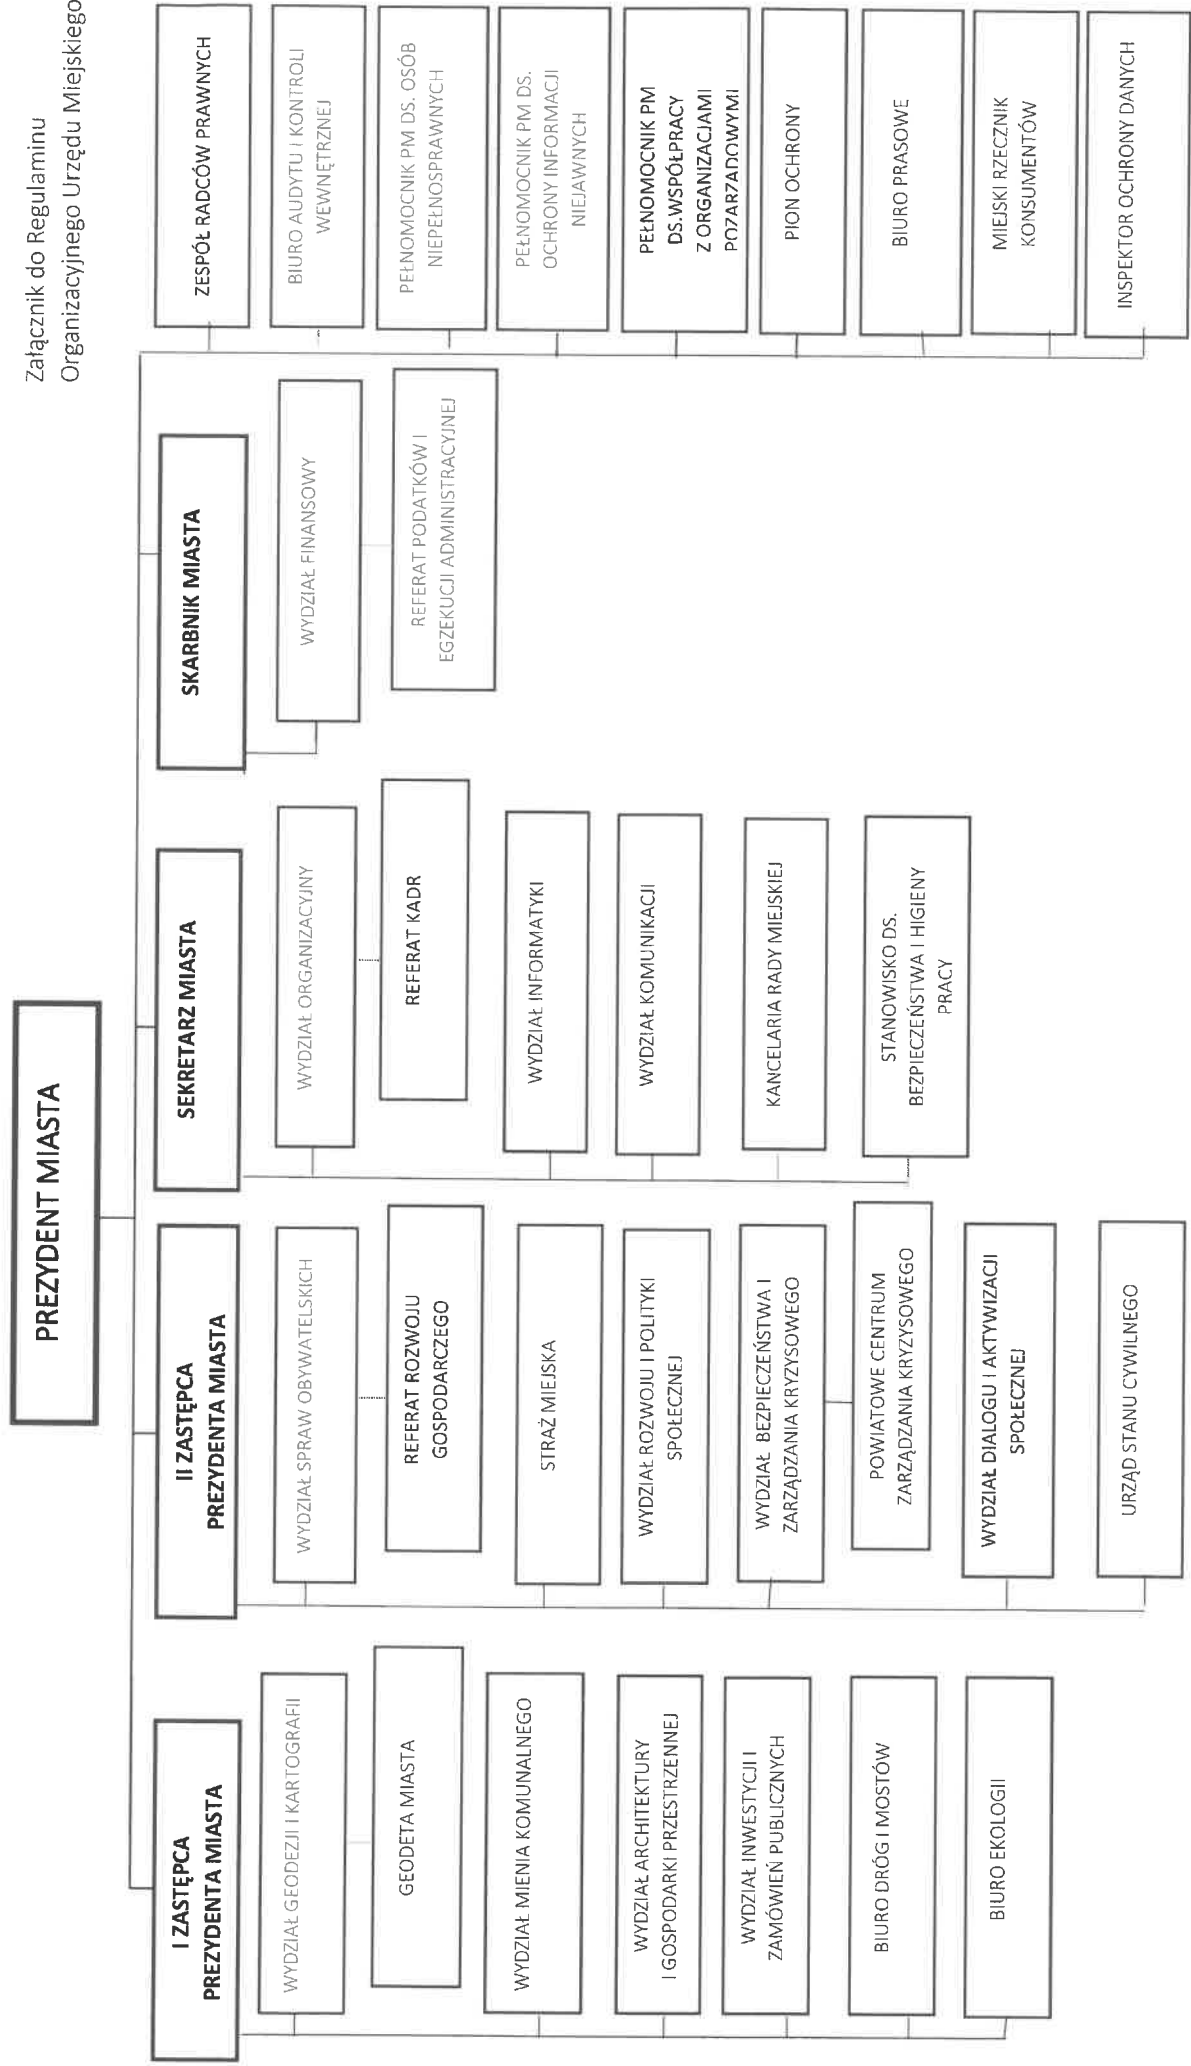 Załącznik do Regulaminu
Organizacyjnego Urzędu Miejskiego
PREZYDENT MIASTA
I ZASTĘPCA
PREZYDENTA MIASTA
WYDZIAŁ GEODEZJI I KARTOGRAFII
GEODETA MIASTA
WYDZIAŁ MIENIA KOMUNALNEGO
WYDZIAŁ ARCHITEKTURY
I GOSPODARKI PRZESTRZENNEJ
WYDZIAŁ INWESTYCJI I
ZAMÓWIEŃ PUBLICZNYCH
BIURO DRÓG I MOSTÓW
BIURO EKOLOGII
II ZASTĘPCA
PREZYDENTA MIASTA
WYDZIAŁ SPRAW OBYWATELSKICH
REFERAT ROZWOJU
GOSPODARCZEGO
STRAŻ MIEJSKA
WYDZIAŁ ROZWOJU I POLITYKI
SPOŁECZNEJ
WYDZIAŁ BEZPIECZEŃSTWA I
ZARZĄDZANIA KRYZYSOWEGO
POWIATOWE CENTRUM
ZARZĄDZANIA KRYZYSOWEGO
WYDZIAŁ DIALOGU I AKTYWIZACJI
SPOŁECZNEJ
URZĄD STANU CYWILNEGO
SEKRETARZ MIASTA
WYDZIAŁ ORGANIZACYJNY
REFERAT KADR
WYDZIAŁ INFORMATYKI
WYDZIAŁ KOMUNIKACJI
KANCELARIA RADY MIEJSKIEJ
STANOWISKO DS.
BEZPIECZEŃSTWA I HIGIENY
PRACY
SKARBNIK MIASTA
WYDZIAŁ FINANSOWY
REFERAT PODATKÓW I
EGZEKUCJI ADMINISTRACYJNEJ
ZESPÓŁ RADCÓW PRAWNYCH
BIURO AUDYTU I KONTROLI
WEWNĘTRZNEJ
PEŁNOMOCNIK PM DS. OSÓB
NIEPEŁNOSPRAWNYCH
PEŁNOMOCNIK PM DS.
OCHRONY INFORMACJI
NIEJAWNYCH
PEŁNOMOCNIK PM
DS.WSPÓŁPRACY
Z ORGANIZACJAMI
POZARZĄDOWYMI
PION OCHRONY
BIURO PRASOWE
MIEJSKI RZECZNIK
KONSUMENTÓW
INSPEKTOR OCHRONY DANYCH